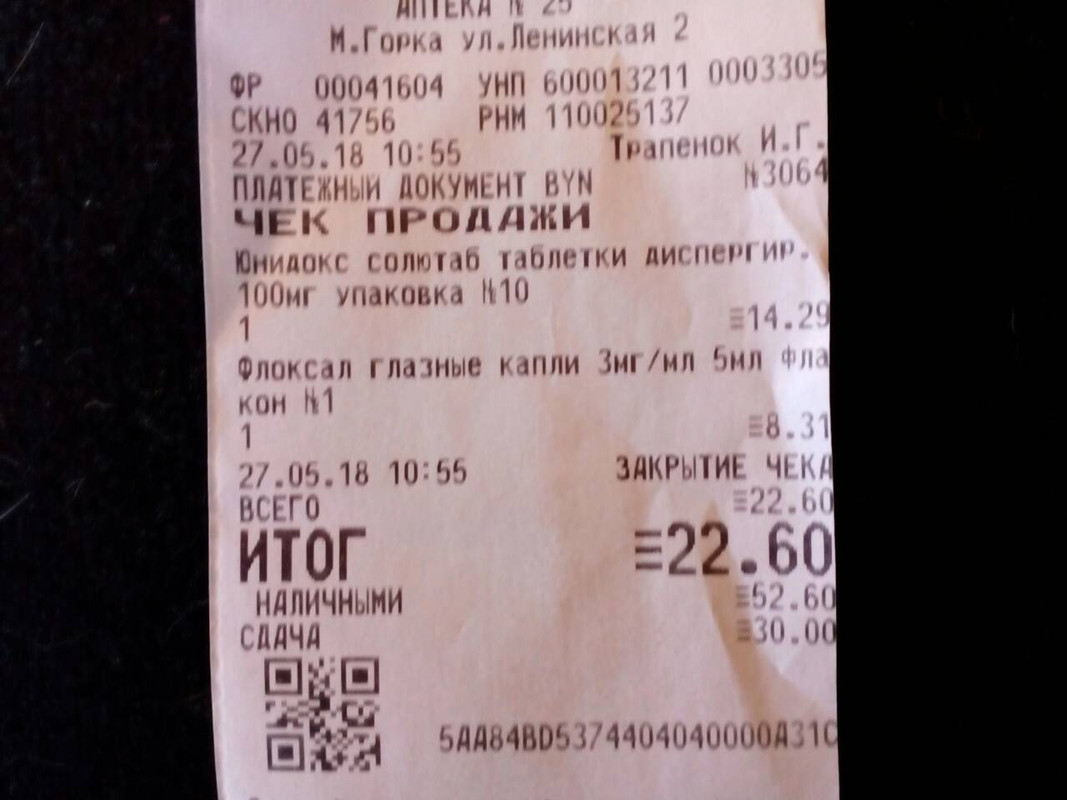 АПТЕКА № 25
М.Горка ул.Ленинская 2
ФР 00041604 УНП 600013211 0003305
СКНО 41756 РНМ 110025137
27.05.18 10:55 Трапенок И.Г.
ПЛАТЕЖНЫЙ ДОКУМЕНТ BYN №3064
ЧЕК ПРОДАЖИ
Юнидокс солютаб таблетки диспергир.
100мг упаковка №10
1 ≡14.29
Флоксал глазные капли 3мг/мл 5мл фла
кон №1
1 ≡8.31
27.05.18 10:55 ЗАКРЫТИЕ ЧЕКА
ВСЕГО ≡22.60
ИТОГ ≡22.60
НАЛИЧНЫМИ ≡52.60
СДАЧА ≡30.00
5AA84BD5374404040000A31C